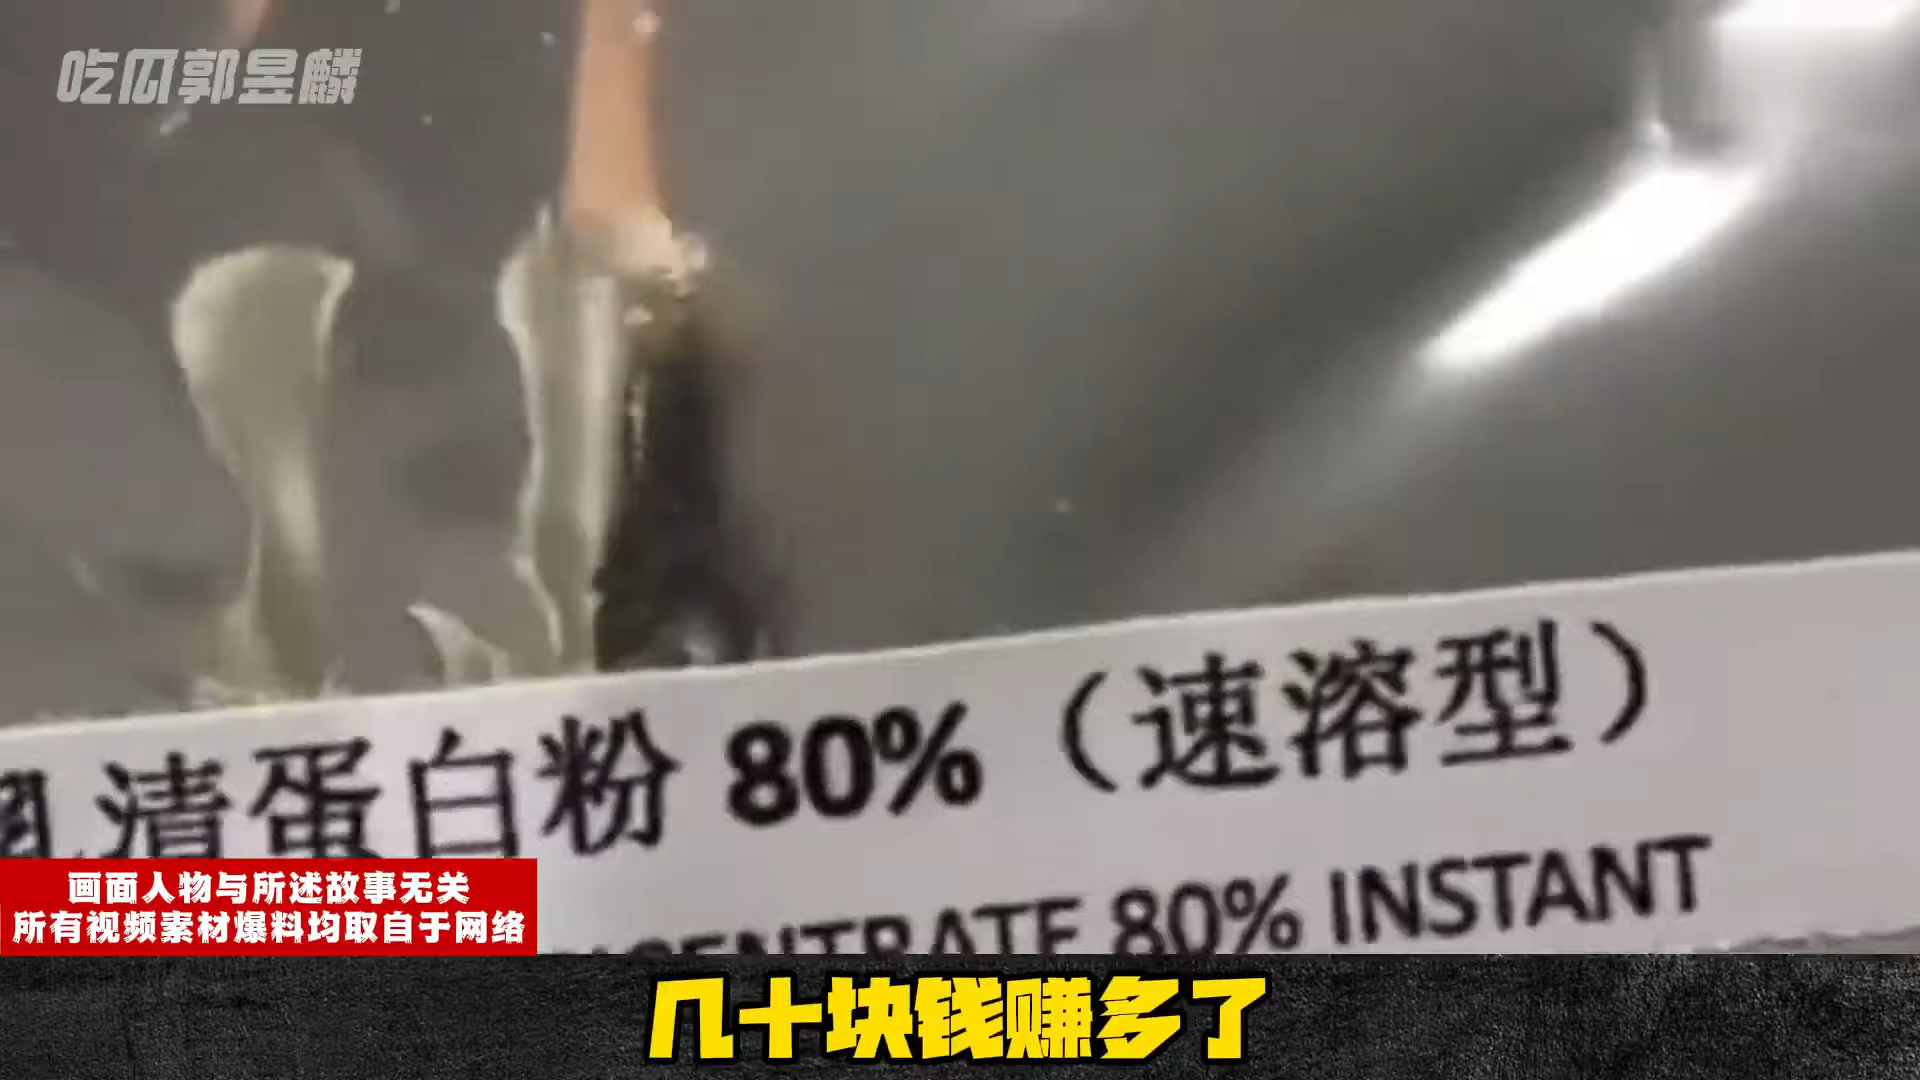 吃瓜郭昱麟
乳清蛋白粉 80%（速溶型）
CENTRATE 80% INSTANT
画面人物与所述故事无关
所有视频素材爆料均取自于网络
几十块钱赚多了